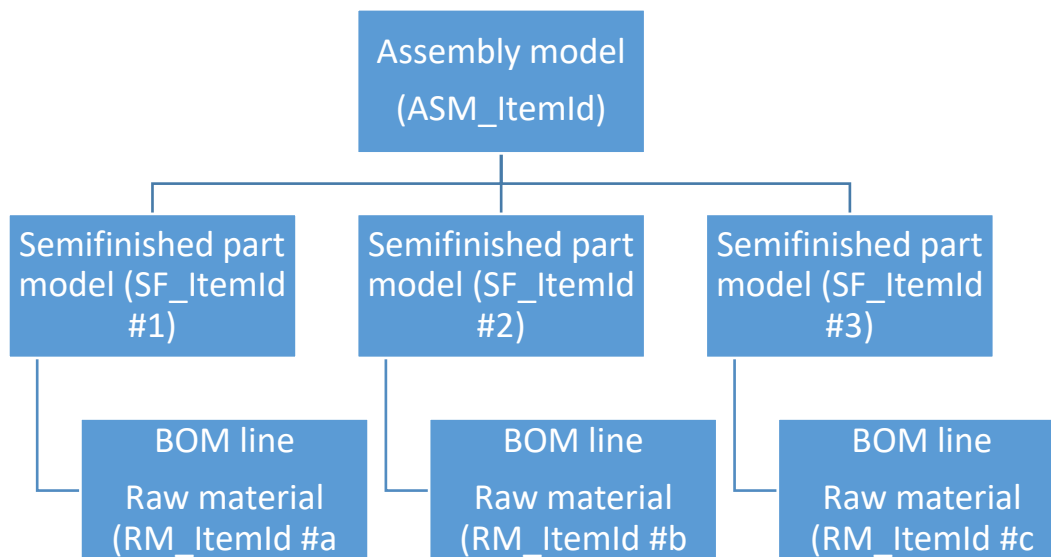 Assembly model
(ASM_ItemId)
Semifinished part
model (SF_ItemId
#1)
Semifinished part
model (SF_ItemId
#2)
Semifinished part
model (SF_ItemId
#3)
BOM line
Raw material
(RM_ItemId #a
BOM line
Raw material
(RM_ItemId #b
BOM line
Raw material
(RM_ItemId #c